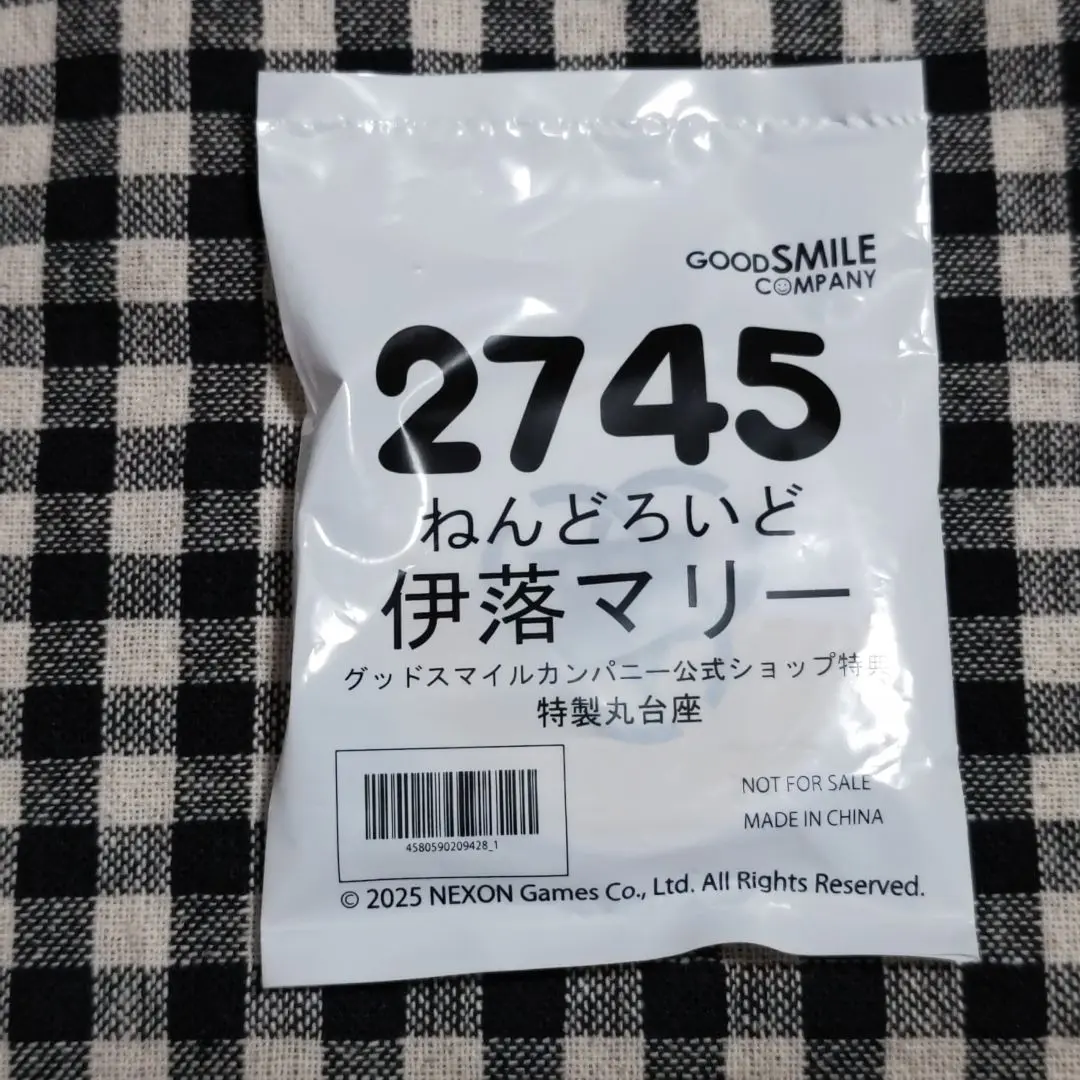 GOODSMILE
COMPANY
2745
ねんどろいど
伊落マリー
グッドスマイルカンパニー公式ショップ特典
特製丸台座
4580590209428_1
NOT FOR SALE
MADE IN CHINA
© 2025 NEXON Games Co., Ltd. All Rights Reserved.